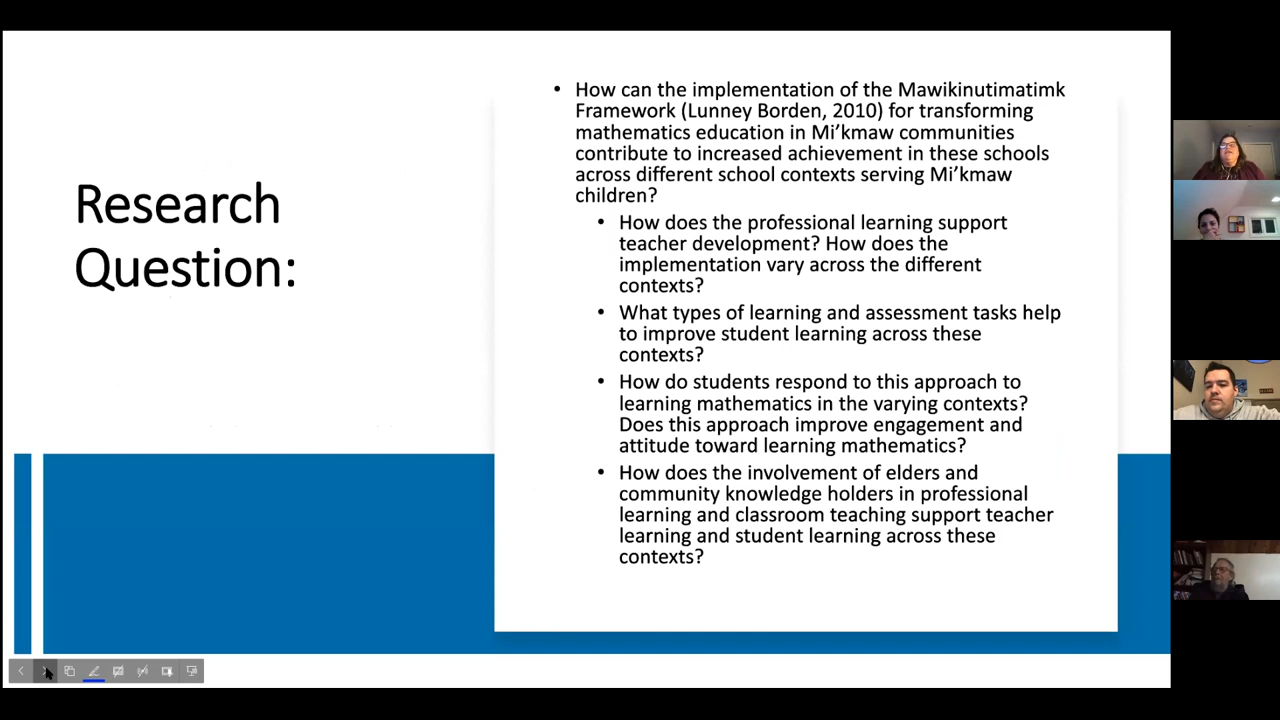 Research
Question:
• How can the implementation of the Mawikinutimatimk
Framework (Lunney Borden, 2010) for transforming
mathematics education in Mi’kmaw communities
contribute to increased achievement in these schools
across different school contexts serving Mi’kmaw
children?
• How does the professional learning support
teacher development? How does the
implementation vary across the different
contexts?
• What types of learning and assessment tasks help
to improve student learning across these
contexts?
• How do students respond to this approach to
learning mathematics in the varying contexts?
Does this approach improve engagement and
attitude toward learning mathematics?
• How does the involvement of elders and
community knowledge holders in professional
learning and classroom teaching support teacher
learning and student learning across these
contexts?